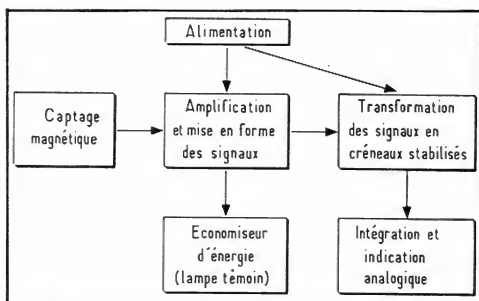 Alimentation
Captage
magnétique
Amplification
et mise en forme
des signaux
Transformation
des signaux en
créneaux stabilisés
Economiseur
d'énergie
(lampe témoin)
Intégration et
indication
analogique